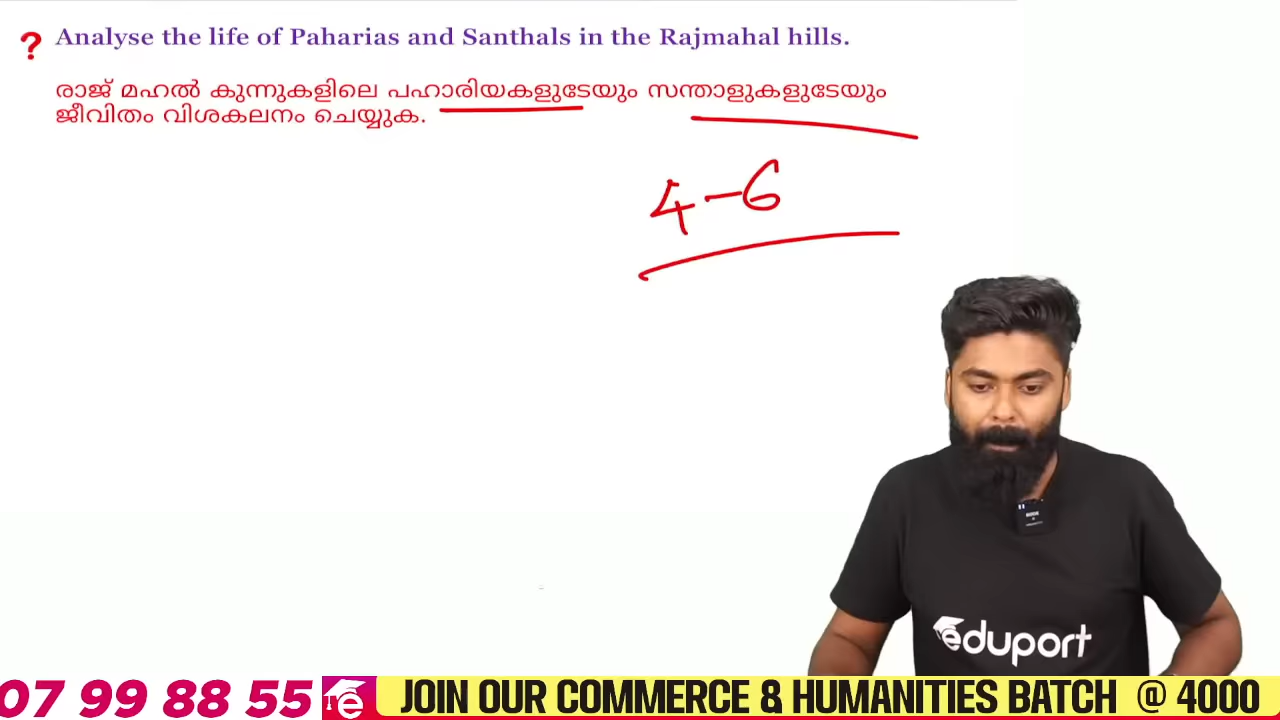 ? Analyse the life of Paharias and Santhals in the Rajmahal hills.
രാജ് മഹൽ കുന്നുകളിലെ പഹാരിയകളുടേയും സന്താളുകളുടേയും
ജീവിതം വിശകലനം ചെയ്യുക.
4-6
eduport
07 99 88 55 e JOIN OUR COMMERCE & HUMANITIES BATCH @ 4000